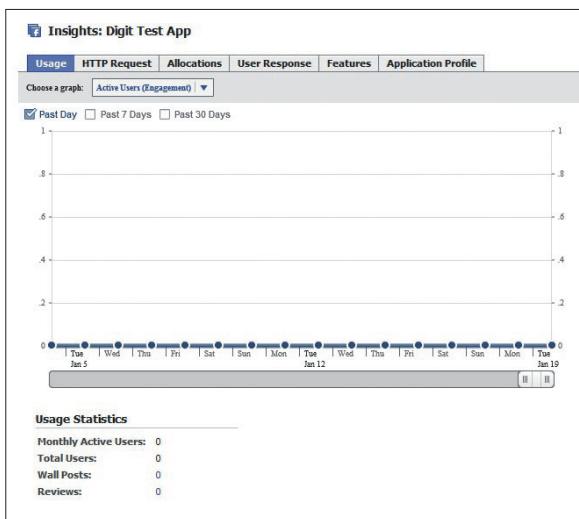 Insights: Digit Test App
Usage HTTP Request Allocations User Response Features Application Profile
Choose a graph: Active Users (Engagement)
Past Day Past 7 Days Past 30 Days
1 1
.8 .8
.6 .6
.4 .4
.2 .2
0 0
Tue Wed Thu Fri Sat Sun Mon Tue Wed Thu Fri Sat Sun Mon Tue
Jan 5 Jan 12 Jan 19
Usage Statistics
Monthly Active Users: 0
Total Users: 0
Wall Posts: 0
Reviews: 0